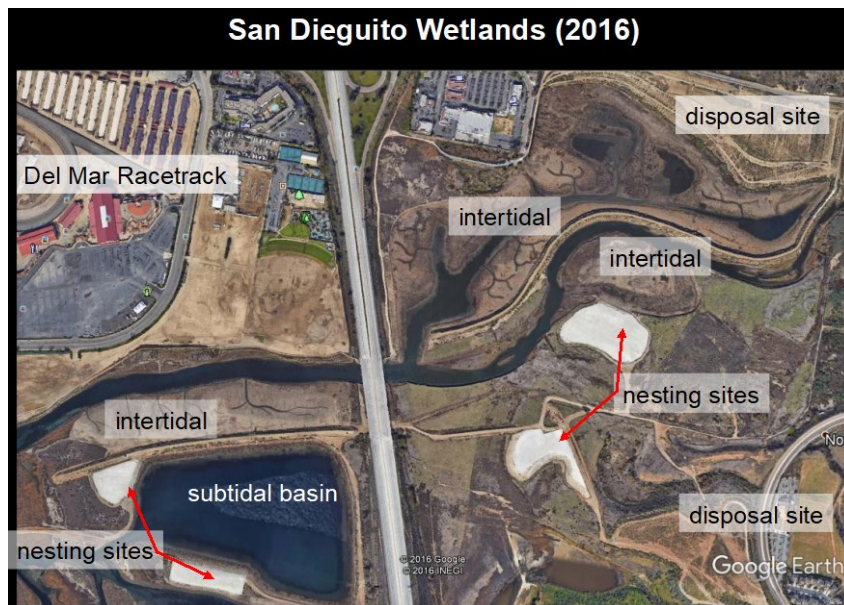 San Dieguito Wetlands (2016)
disposal site
Del Mar Racetrack
intertidal
intertidal
nesting sites
intertidal
No
subtidal basin
disposal site
nesting sites
© 2016 Google
© 2016 INEGI
Google Earth